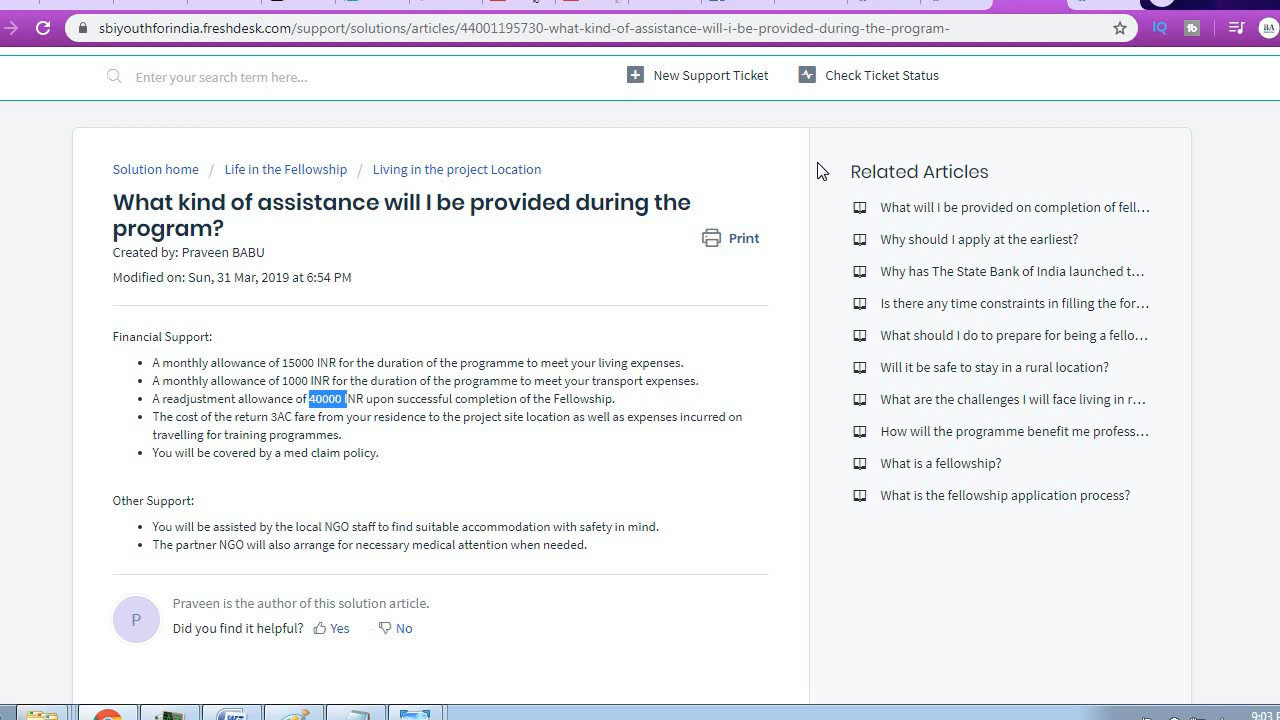 sbiyouthforindia.freshdesk.com/support/solutions/articles/44001195730-what-kind-of-assistance-will-i-be-provided-during-the-program-
Enter your search term here...
New Support Ticket
Check Ticket Status
Solution home / Life in the Fellowship / Living in the project Location
What kind of assistance will I be provided during the
program?
Print
Created by: Praveen BABU
Modified on: Sun, 31 Mar, 2019 at 6:54 PM
Financial Support:
• A monthly allowance of 15000 INR for the duration of the programme to meet your living expenses.
• A monthly allowance of 1000 INR for the duration of the programme to meet your transport expenses.
• A readjustment allowance of 40000 INR upon successful completion of the Fellowship.
• The cost of the return 3AC fare from your residence to the project site location as well as expenses incurred on
travelling for training programmes.
• You will be covered by a med claim policy.
Other Support:
• You will be assisted by the local NGO staff to find suitable accommodation with safety in mind.
• The partner NGO will also arrange for necessary medical attention when needed.
P
Praveen is the author of this solution article.
Did you find it helpful? Yes No
Related Articles
What will I be provided on completion of fell...
Why should I apply at the earliest?
Why has The State Bank of India launched t...
Is there any time constraints in filling the for...
What should I do to prepare for being a fello...
Will it be safe to stay in a rural location?
What are the challenges I will face living in r...
How will the programme benefit me profess...
What is a fellowship?
What is the fellowship application process?